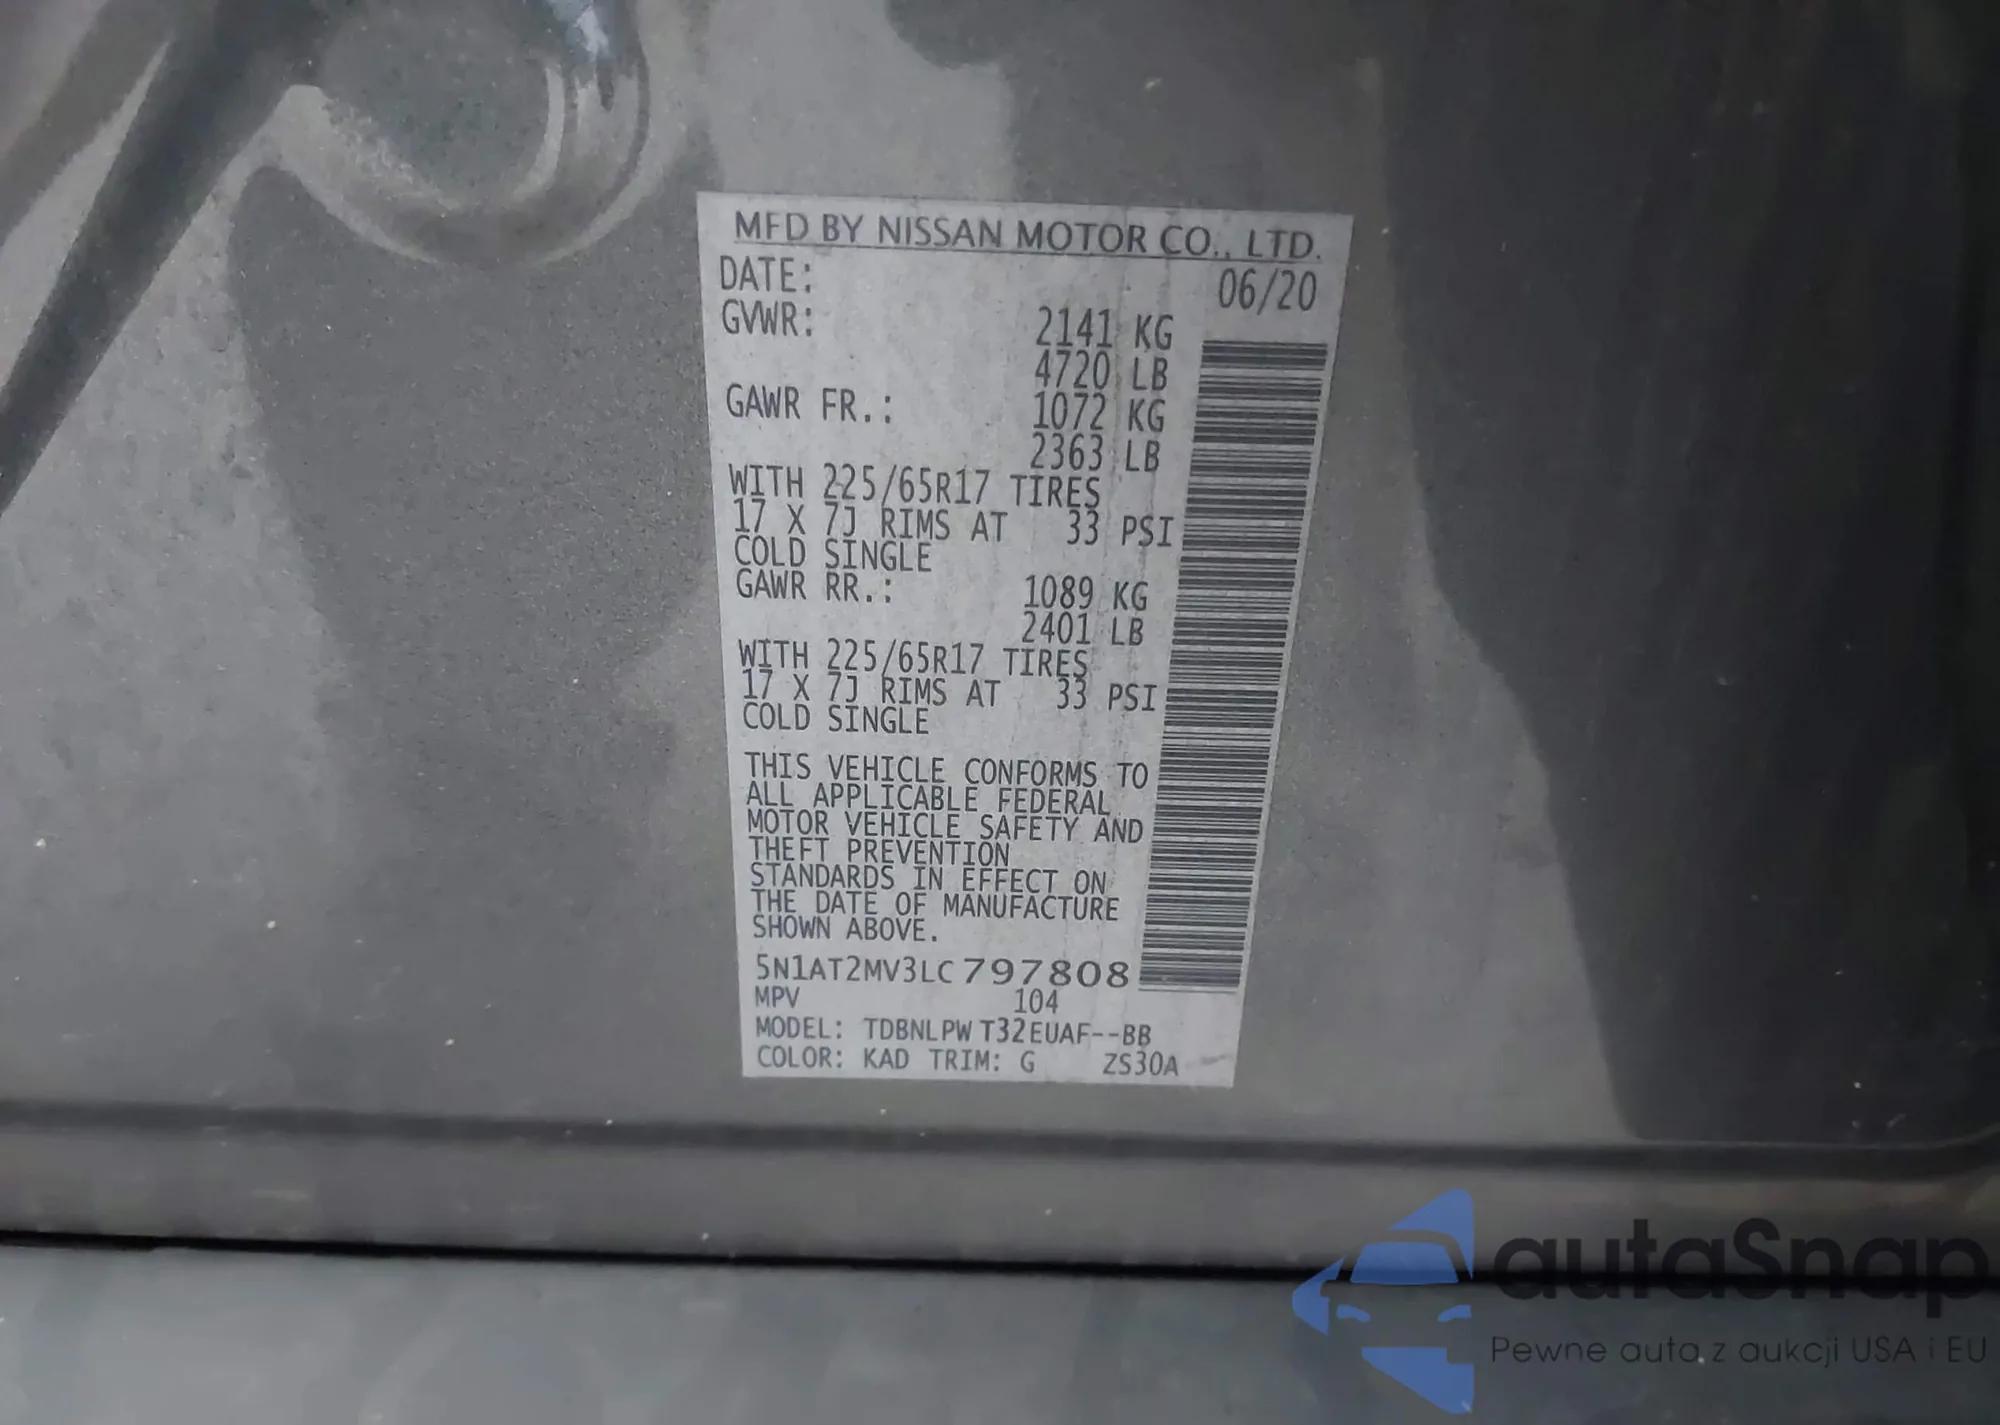 MFD BY NISSAN MOTOR CO., LTD.
DATE: 06/20
GVWR: 2141 KG
4720 LB
GAWR FR.: 1072 KG
2363 LB
WITH 225/65R17 TIRES
17 X 7J RIMS AT 33 PSI
COLD SINGLE
GAWR RR.: 1089 KG
2401 LB
WITH 225/65R17 TIRES
17 X 7J RIMS AT 33 PSI
COLD SINGLE
THIS VEHICLE CONFORMS TO
ALL APPLICABLE FEDERAL
MOTOR VEHICLE SAFETY AND
THEFT PREVENTION
STANDARDS IN EFFECT ON
THE DATE OF MANUFACTURE
SHOWN ABOVE.
5N1AT2MV3LC797808
MPV 104
MODEL: TDBNLPW T32EUAF--BB
COLOR: KAD TRIM: G ZS30A
autaSnap
Pewne auta z aukcji USA i EU